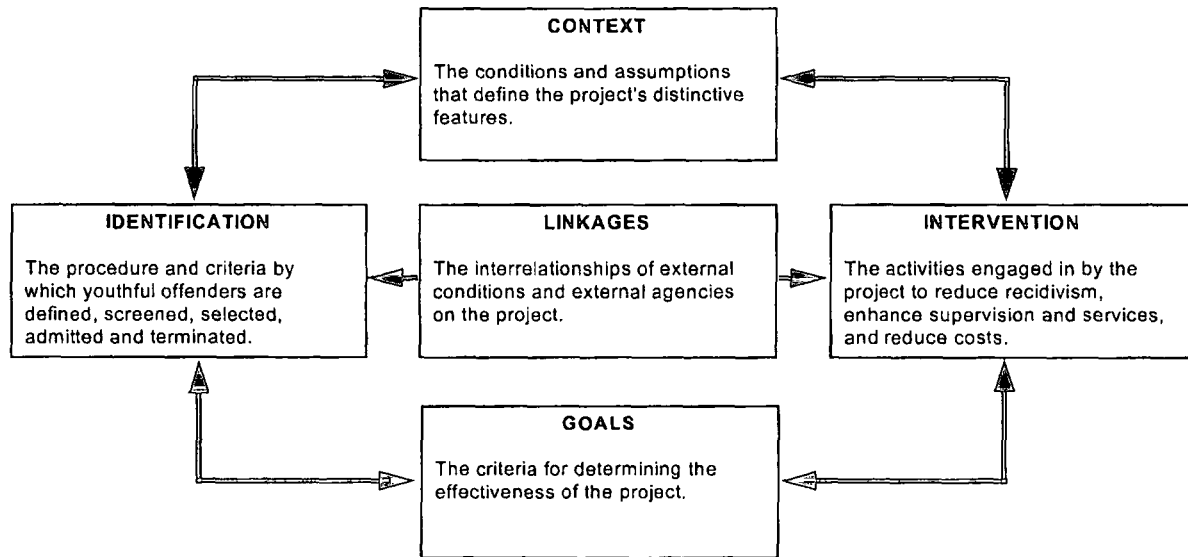 CONTEXT
The conditions and assumptions
that define the project's distinctive
features.
IDENTIFICATION
The procedure and criteria by
which youthful offenders are
defined, screened, selected,
admitted and terminated.
LINKAGES
The interrelationships of external
conditions and external agencies
on the project.
INTERVENTION
The activities engaged in by the
project to reduce recidivism,
enhance supervision and services,
and reduce costs.
GOALS
The criteria for determining the
effectiveness of the project.